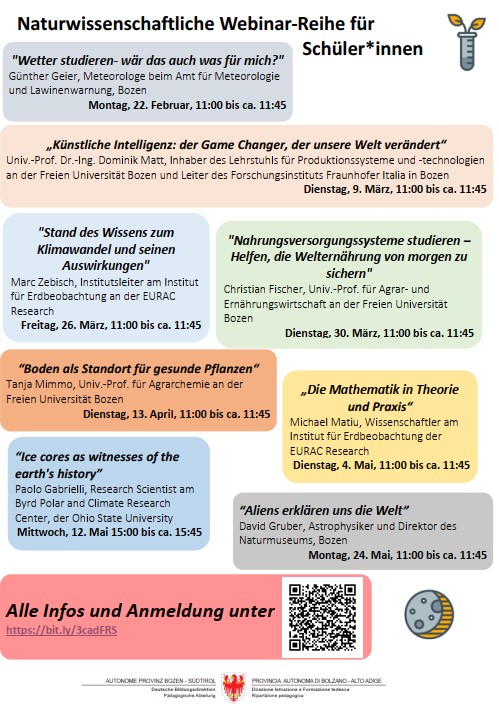 Naturwissenschaftliche Webinar-Reihe für
Schüler*innen
"Wetter studieren- wär das auch was für mich?"
Günther Geier, Meteorologe beim Amt für Meteorologie
und Lawinenwarnung, Bozen
Montag, 22. Februar, 11:00 bis ca. 11:45
„Künstliche Intelligenz: der Game Changer, der unsere Welt verändert“
Univ.-Prof. Dr.-Ing. Dominik Matt, Inhaber des Lehrstuhls für Produktionssysteme und -technologien
an der Freien Universität Bozen und Leiter des Forschungsinstituts Fraunhofer Italia in Bozen
Dienstag, 9. März, 11:00 bis ca. 11:45
"Stand des Wissens zum
Klimawandel und seinen
Auswirkungen"
Marc Zebisch, Institutsleiter am Institut
für Erdbeobachtung an der EURAC
Research
Freitag, 26. März, 11:00 bis ca. 11:45
"Nahrungsversorgungssysteme studieren –
Helfen, die Welternährung von morgen zu
sichern"
Christian Fischer, Univ.-Prof. für Agrar- und
Ernährungswirtschaft an der Freien Universität
Bozen
Dienstag, 30. März, 11:00 bis ca. 11:45
“Boden als Standort für gesunde Pflanzen“
Tanja Mimmo, Univ.-Prof. für Agrarchemie an der
Freien Universität Bozen
Dienstag, 13. April, 11:00 bis ca. 11:45
„Die Mathematik in Theorie
und Praxis“
Michael Matiu, Wissenschaftler am
Institut für Erdbeobachtung der
EURAC Research
Dienstag, 4. Mai, 11:00 bis ca. 11:45
“Ice cores as witnesses of the
earth's history”
Paolo Gabrielli, Research Scientist am
Byrd Polar and Climate Research
Center, der Ohio State University
Mittwoch, 12. Mai 15:00 bis ca. 15:45
“Aliens erklären uns die Welt”
David Gruber, Astrophysiker und Direktor des
Naturmuseums, Bozen
Montag, 24. Mai, 11:00 bis ca. 11:45
Alle Infos und Anmeldung unter
https://bit.ly/3cadFRS
AUTONOME PROVINZ BOZEN - SÜDTIROL
Deutsche Bildungsdirektion
Pädagogische Abteilung
PROVINCIA AUTONOMA DI BOLZANO - ALTO ADIGE
Direzione Istruzione e Formazione tedesca
Ripartizione pedagogica